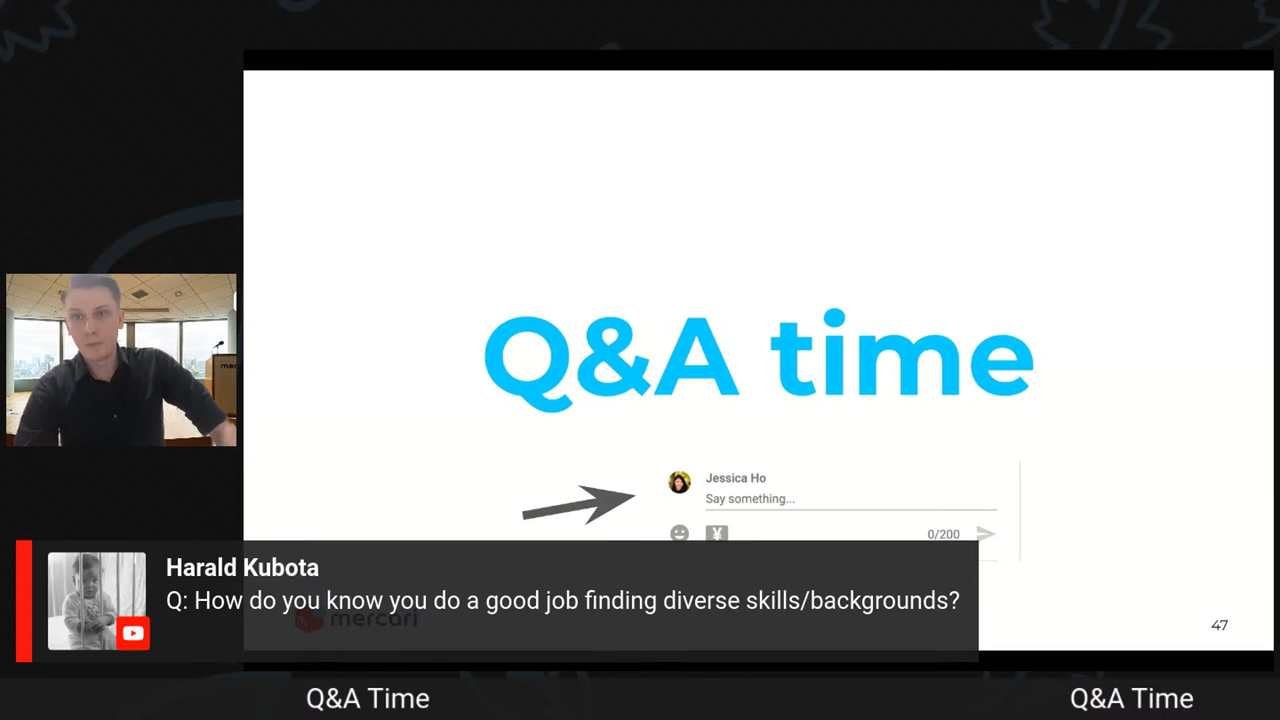 Q&A time
Jessica Ho
Say something...
0/200
Harald Kubota
Q: How do you know you do a good job finding diverse skills/backgrounds?
mercari
47
Q&A Time
Q&A Time